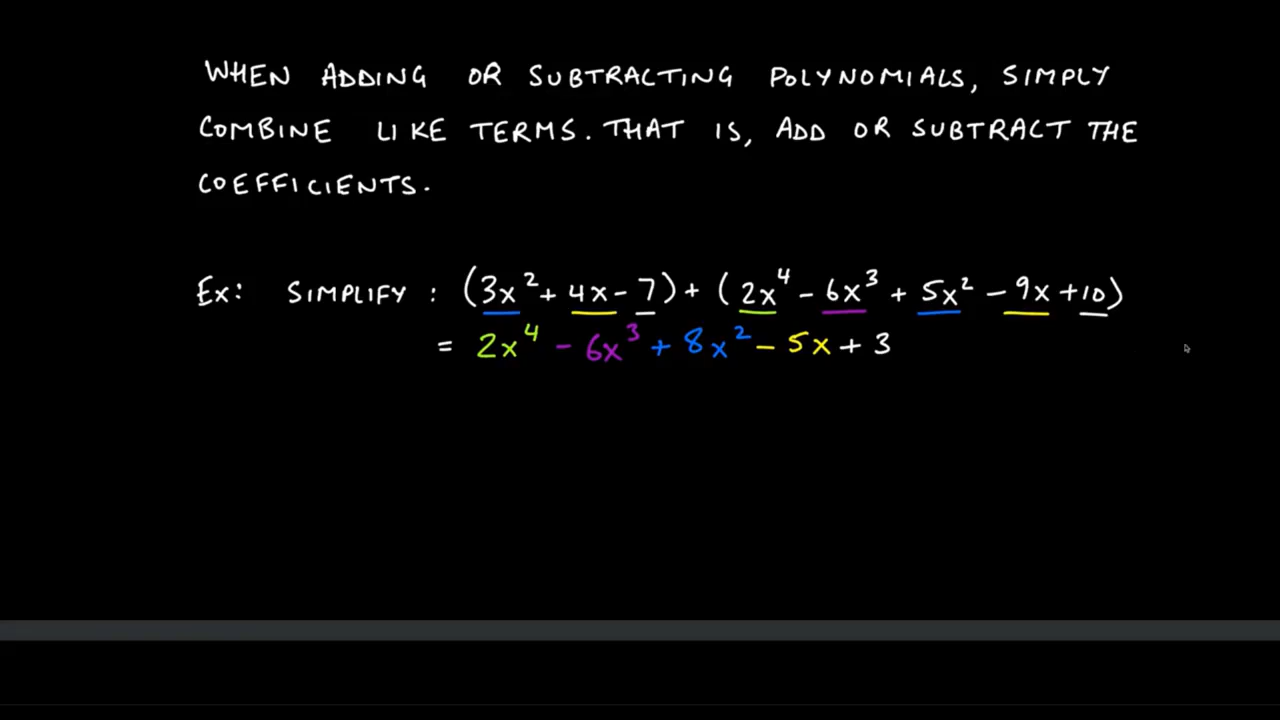 WHEN ADDING OR SUBTRACTING POLYNOMIALS, SIMPLY
COMBINE LIKE TERMS. THAT IS, ADD OR SUBTRACT THE
COEFFICIENTS.
Ex: SIMPLIFY : (3x² + 4x - 7) + (2x⁴ - 6x³ + 5x² - 9x + 10)
= 2x⁴ - 6x³ + 8x² - 5x + 3